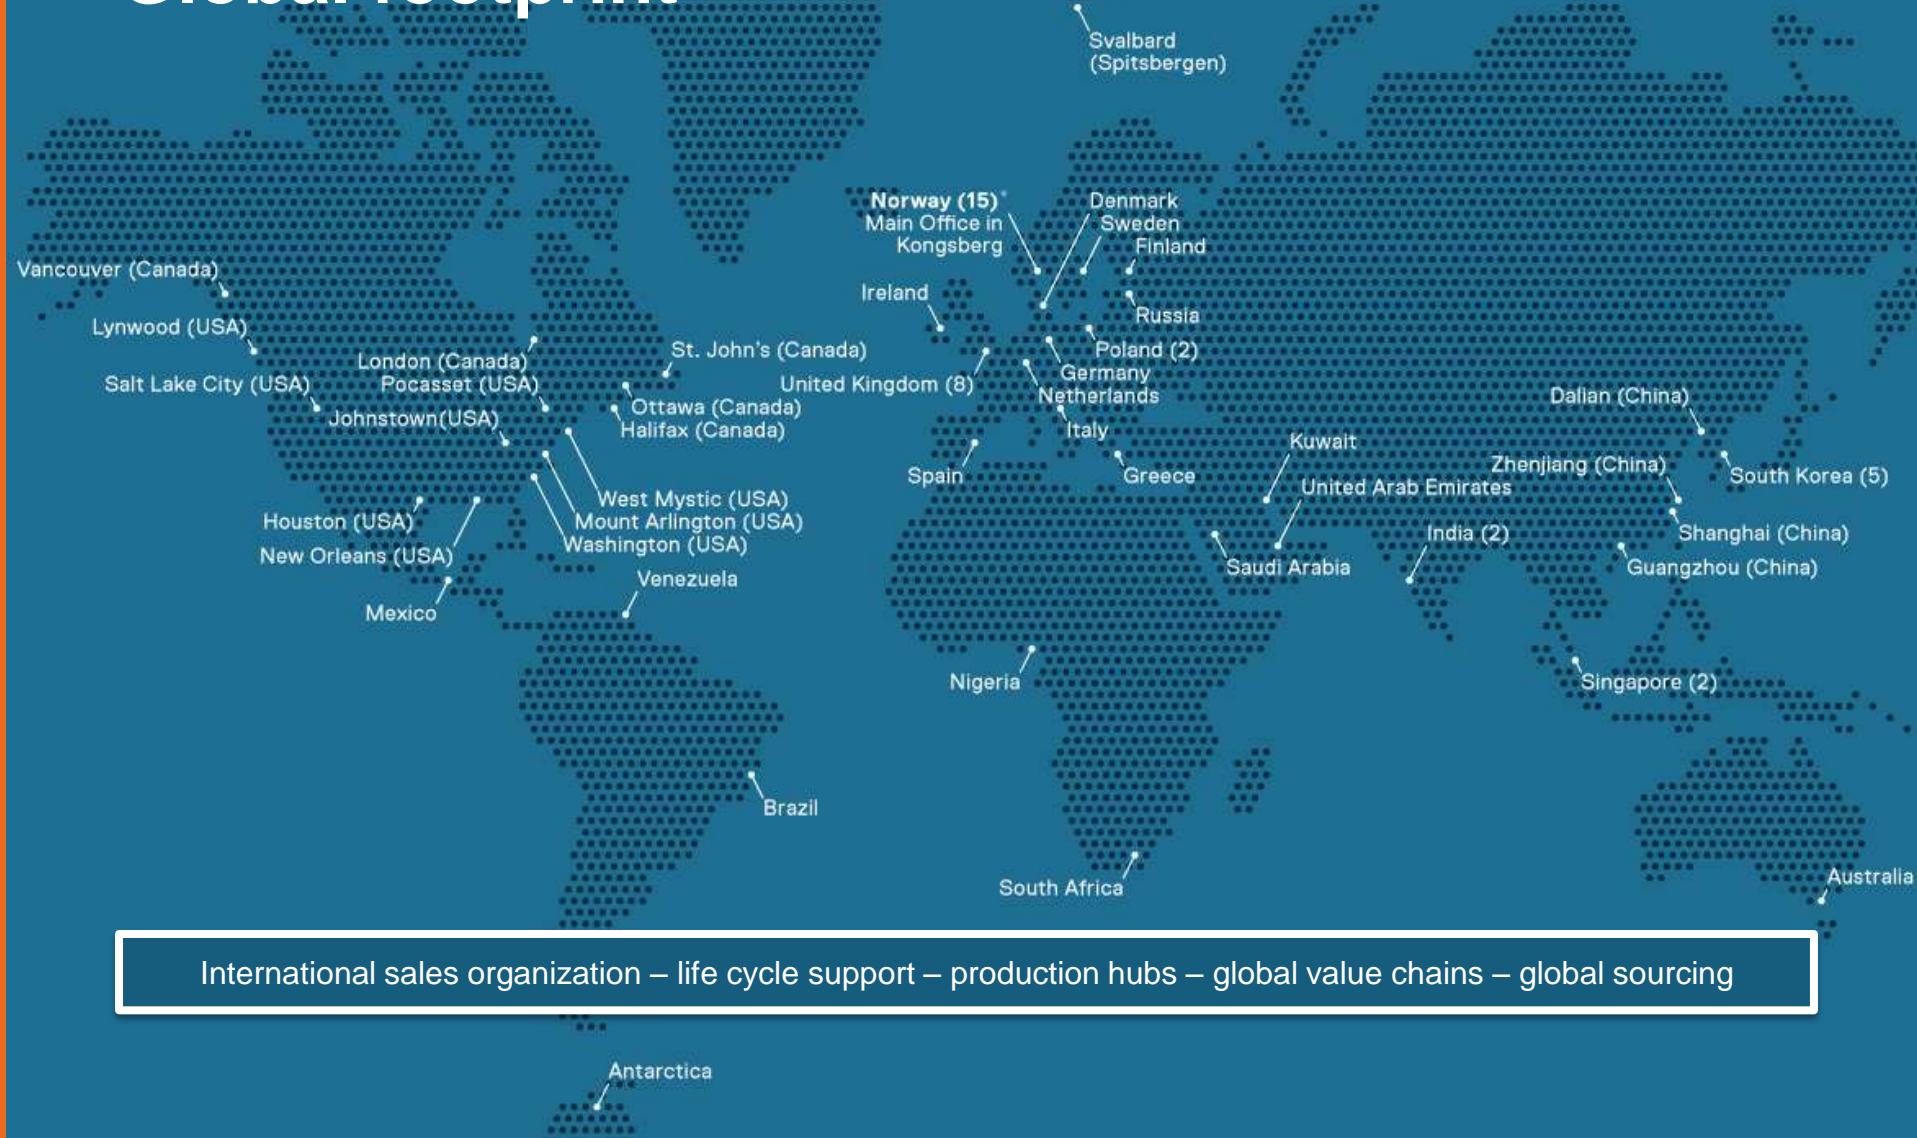 Global footprint
Svalbard
(Spitsbergen)
Norway (15)*
Main Office in
Kongsberg
Denmark
Sweden
Finland
Vancouver (Canada)
Ireland
Russia
Lynwood (USA)
London (Canada)
St. John's (Canada)
Poland (2)
Salt Lake City (USA)
Pocasset (USA)
United Kingdom (8)
Germany
Netherlands
Johnstown(USA)
Ottawa (Canada)
Halifax (Canada)
Italy
Dalian (China)
Kuwait
Spain
Greece
Zhenjiang (China)
South Korea (5)
United Arab Emirates
West Mystic (USA)
Houston (USA)
Mount Arlington (USA)
India (2)
Shanghai (China)
New Orleans (USA)
Washington (USA)
Saudi Arabia
Guangzhou (China)
Venezuela
Mexico
Nigeria
Singapore (2)
Brazil
South Africa
Australia
International sales organization – life cycle support – production hubs – global value chains – global sourcing
Antarctica